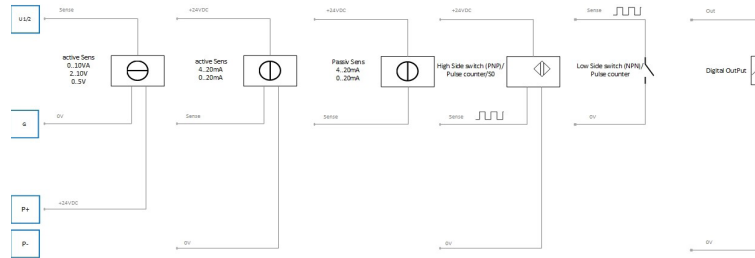 U 1/2
Sense
+24VDC
+24VDC
+24VDC
Sense
Out
active Sens
0..10VA
2..10V
0..5V
active Sens
4..20mA
0..20mA
Passiv Sens
4..20mA
0..20mA
High Side switch (PNP)/
Pulse counter/S0
Low Side switch (NPN)/
Pulse counter
Digital OutPut
G
0V
Sense
Sense
Sense
0V
P+
+24VDC
P-
0V
0V
0V